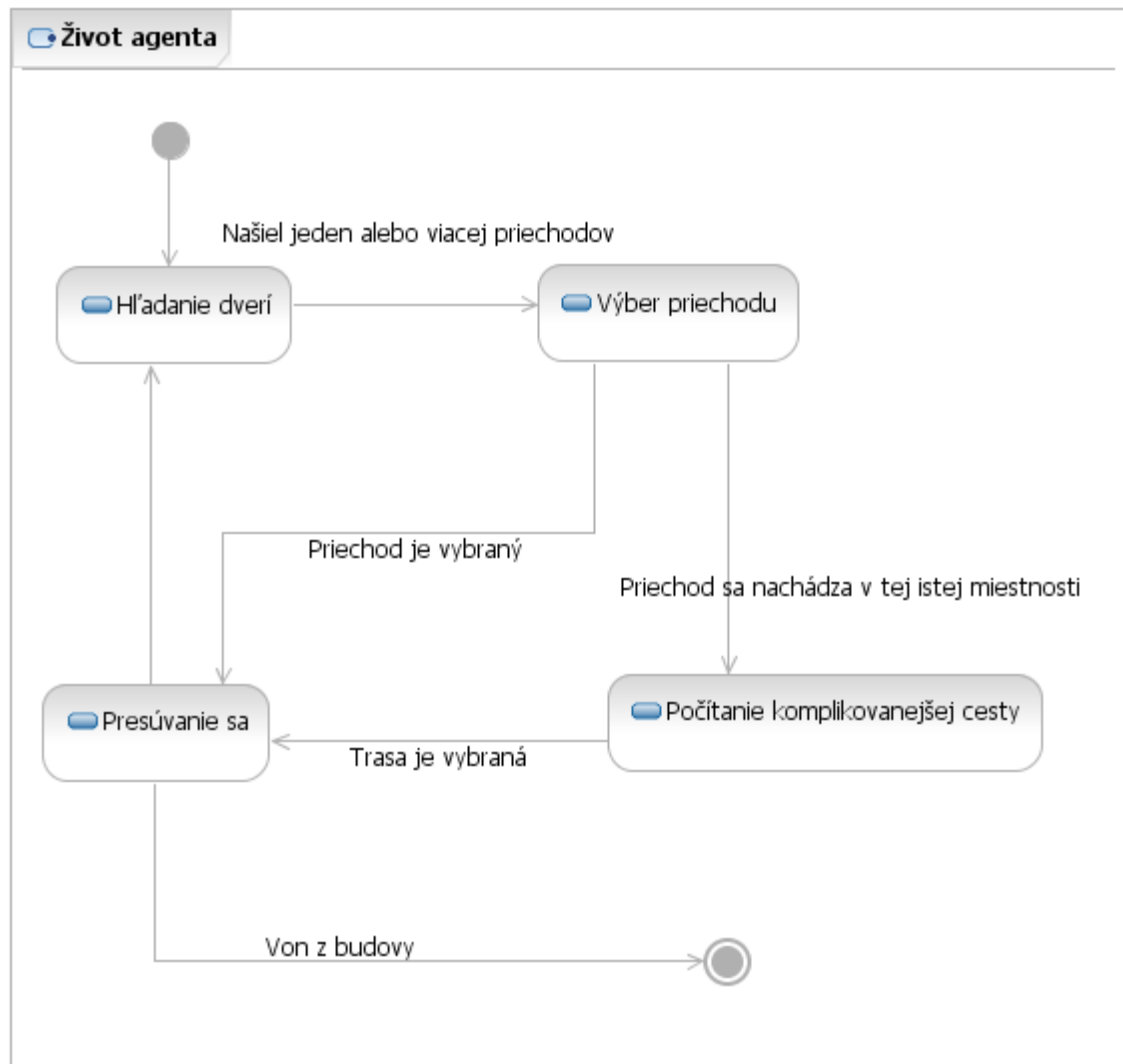 Život agenta
Našiel jeden alebo viacej priechodov
Hľadanie dverí
Výber priechodu
Priechod je vybraný
Priechod sa nachádza v tej istej miestnosti
Presúvanie sa
Počítanie komplikovanejšej cesty
Trasa je vybraná
Von z budovy